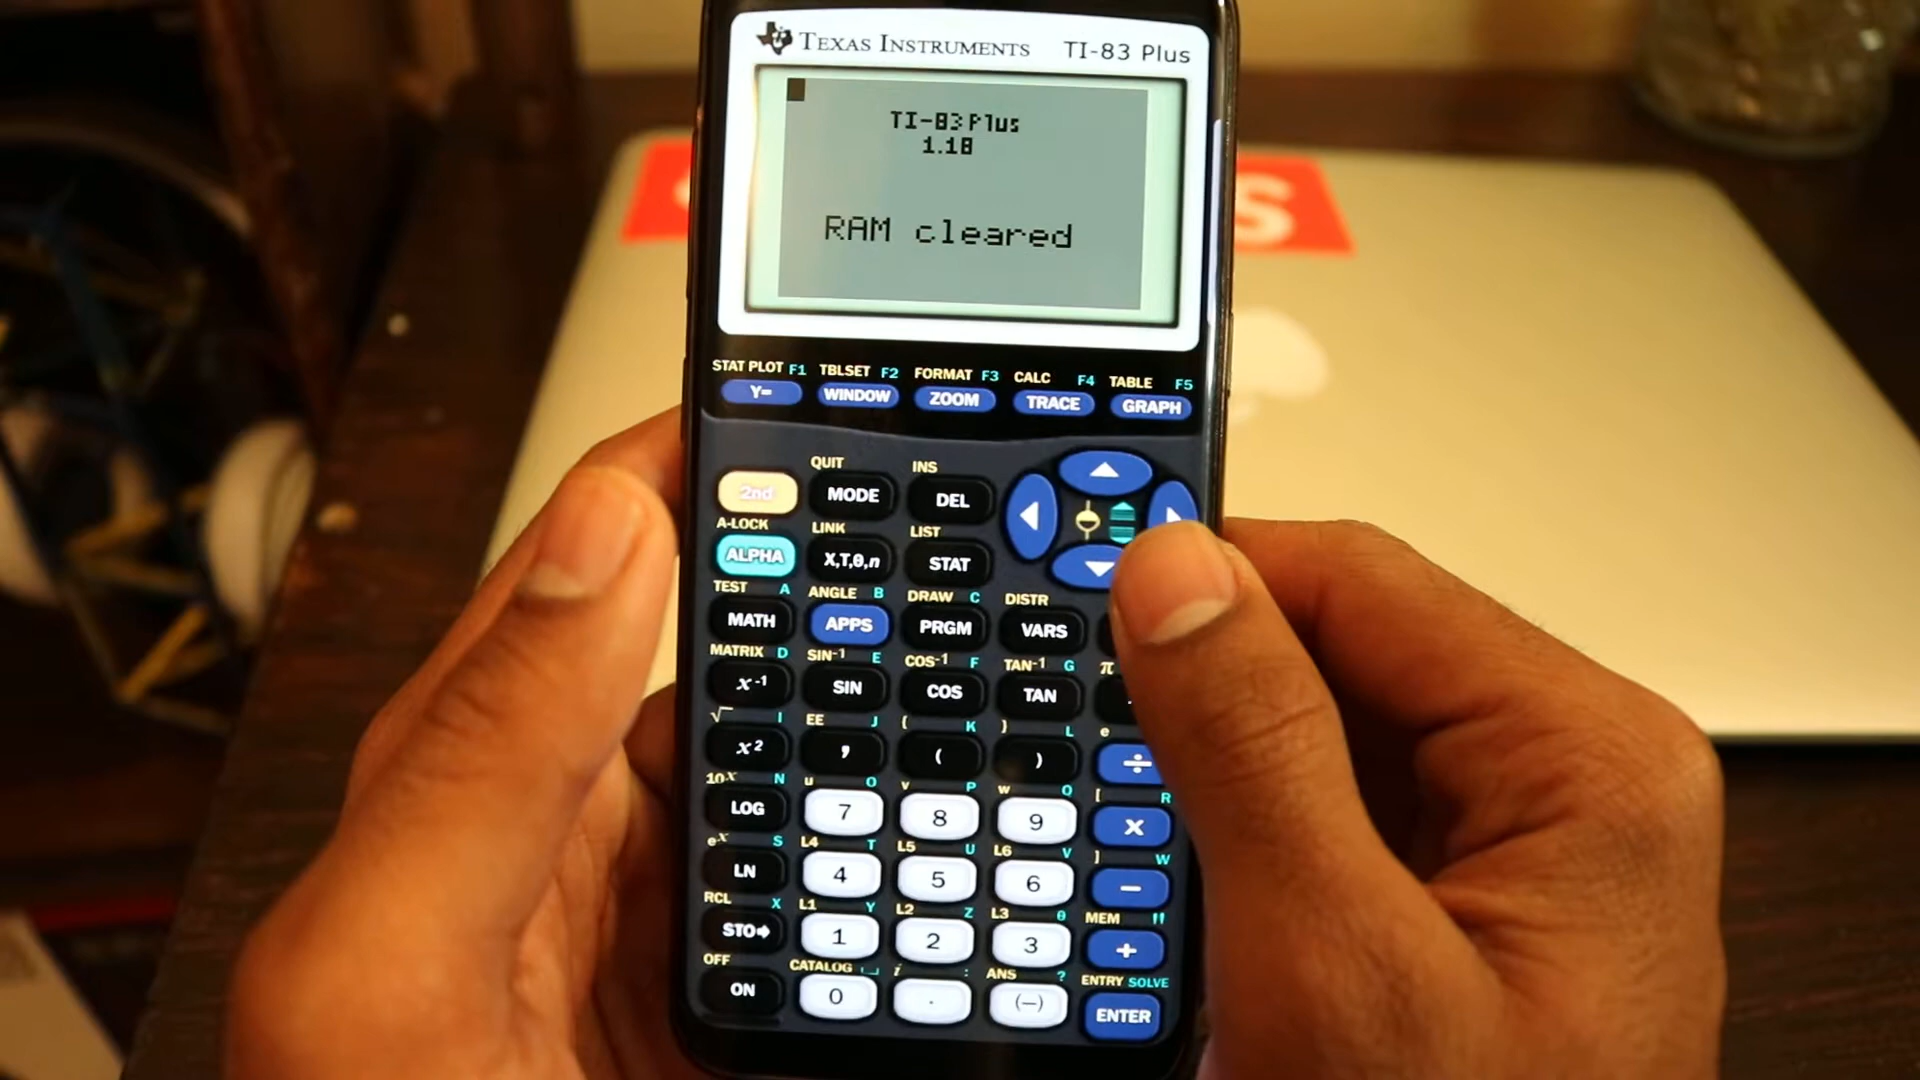 TEXAS INSTRUMENTS TI-83 Plus
TI-83 Plus
1.18
RAM cleared
STAT PLOT F1 TBLSET F2 FORMAT F3 CALC F4 TABLE F5
Y= WINDOW ZOOM TRACE GRAPH
QUIT INS
2nd MODE DEL
A-LOCK LINK LIST
ALPHA X,T,θ,n STAT
TEST A ANGLE B DRAW C DISTR
MATH APPS PRGM VARS
MATRIX D SIN⁻¹ E COS⁻¹ F TAN⁻¹ G π
x⁻¹ SIN COS TAN
√ I EE J { K } L e
x² , ( ) ÷
10ˣ N u O v P w Q [ R
LOG 7 8 9 ×
eˣ S L4 T L5 U L6 V ] W
LN 4 5 6 −
RCL X L1 Y L2 Z L3 θ MEM "
STO➔ 1 2 3 +
OFF CATALOG ⎵ i : ANS ? ENTRY SOLVE
ON 0 . (−) ENTER
S